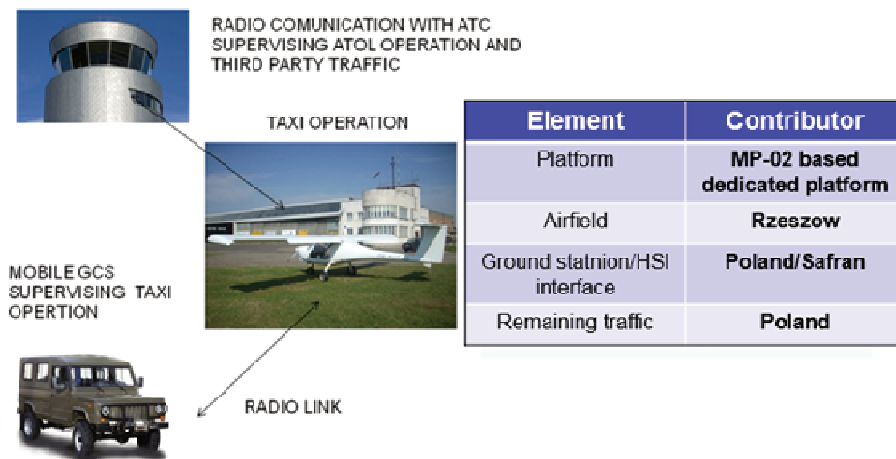 RADIO COMUNICATION WITH ATC
SUPERVISING ATOL OPERATION AND
THIRD PARTY TRAFFIC
TAXI OPERATION
MOBILE GCS
SUPERVISING TAXI
OPERTION
RADIO LINK
Element Contributor
Platform MP-02 based
dedicated platform
Airfield Rzeszow
Ground statnion/HSI Poland/Safran
interface
Remaining traffic Poland